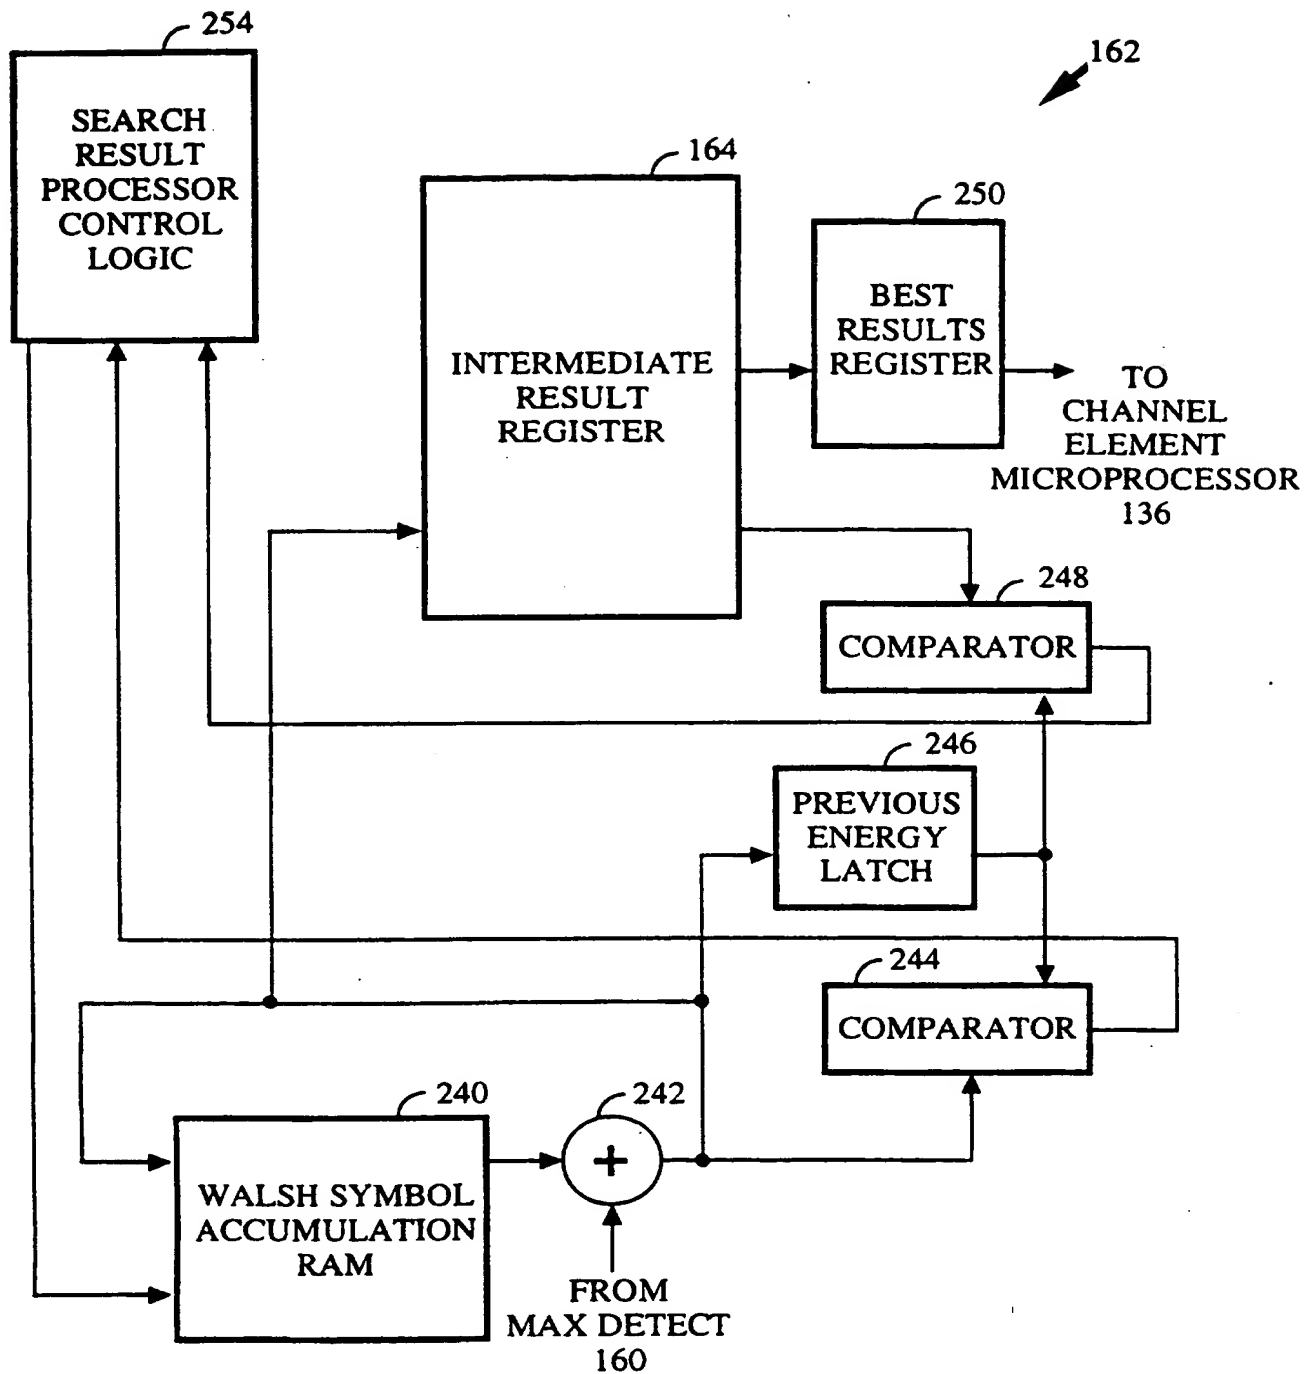 254
SEARCH
RESULT
PROCESSOR
CONTROL
LOGIC
162
164
INTERMEDIATE
RESULT
REGISTER
250
BEST
RESULTS
REGISTER
TO
CHANNEL
ELEMENT
MICROPROCESSOR
136
248
COMPARATOR
246
PREVIOUS
ENERGY
LATCH
244
COMPARATOR
240
WALSH SYMBOL
ACCUMULATION
RAM
242
+
FROM
MAX DETECT
160